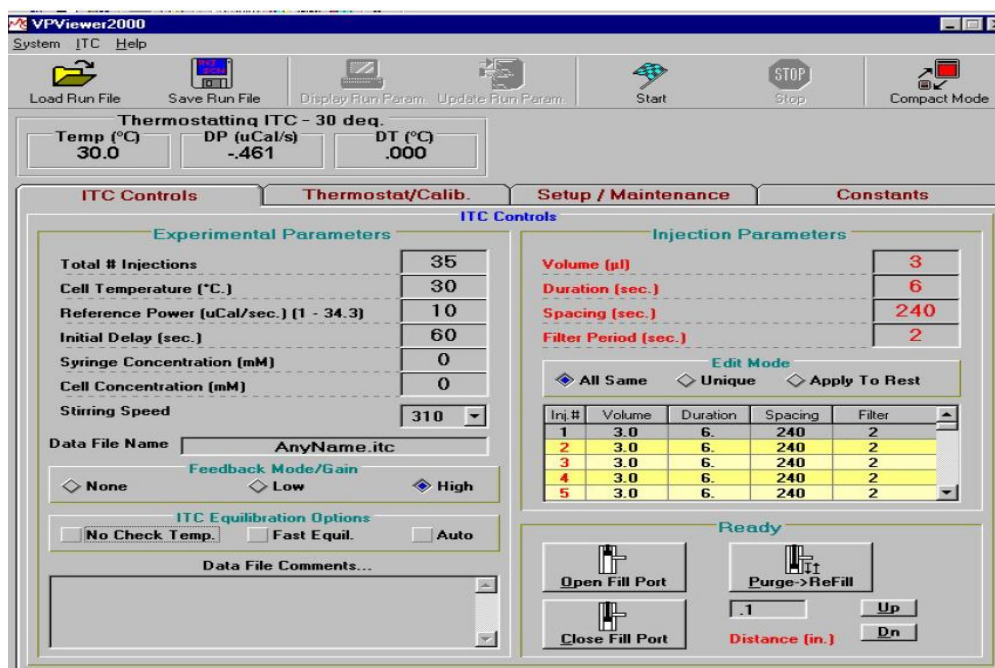 VPViewer2000
System ITC Help
Load Run File Save Run File Display Run Param. Update Run Param. Start STOP Stop Compact Mode
Thermostatting ITC - 30 deg.
Temp (°C) DP (uCal/s) DT (°C)
30.0 -.461 .000
ITC Controls Thermostat/Calib. Setup / Maintenance Constants
ITC Controls
Experimental Parameters
Total # Injections 35
Cell Temperature (°C.) 30
Reference Power (uCal/sec.) (1 - 34.3) 10
Initial Delay (sec.) 60
Syringe Concentration (mM) 0
Cell Concentration (mM) 0
Stirring Speed 310
Data File Name AnyName.itc
Feedback Mode/Gain
None Low High
ITC Equilibration Options
No Check Temp. Fast Equil. Auto
Data File Comments...
Injection Parameters
Volume (µl) 3
Duration (sec.) 6
Spacing (sec.) 240
Filter Period (sec.) 2
Edit Mode
All Same Unique Apply To Rest
Inj.# Volume Duration Spacing Filter
1 3.0 6. 240 2
2 3.0 6. 240 2
3 3.0 6. 240 2
4 3.0 6. 240 2
5 3.0 6. 240 2
Ready
Open Fill Port Purge->ReFill
.1 Up
Close Fill Port Distance (in.) Dn